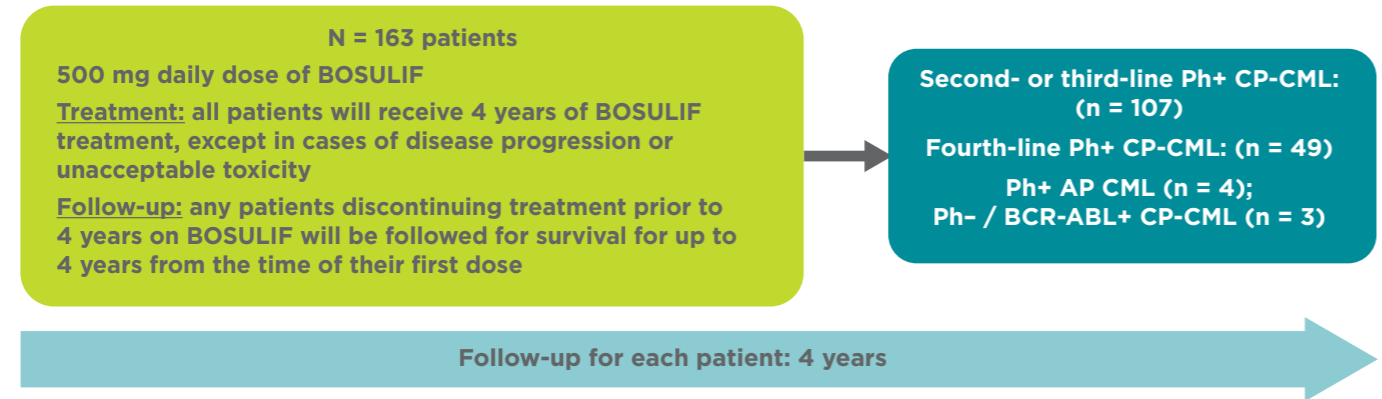 N = 163 patients
500 mg daily dose of BOSULIF
Treatment: all patients will receive 4 years of BOSULIF
treatment, except in cases of disease progression or
unacceptable toxicity
Follow-up: any patients discontinuing treatment prior to
4 years on BOSULIF will be followed for survival for up to
4 years from the time of their first dose
Second- or third-line Ph+ CP-CML:
(n = 107)
Fourth-line Ph+ CP-CML: (n = 49)
Ph+ AP CML (n = 4);
Ph– / BCR-ABL+ CP-CML (n = 3)
Follow-up for each patient: 4 years